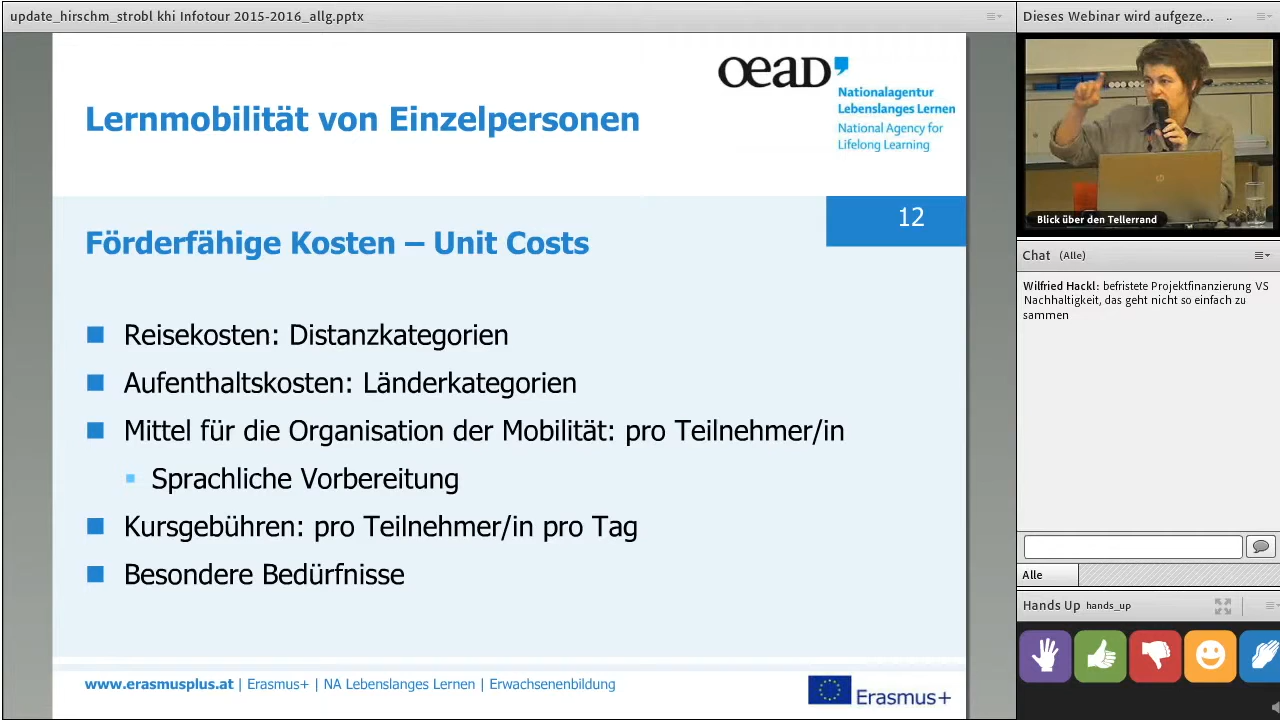 update_hirschm_strobl khi Infotour 2015-2016_allg.pptx
Lernmobilität von Einzelpersonen
OEAD
Nationalagentur
Lebenslanges Lernen
National Agency for
Lifelong Learning
12
Förderfähige Kosten – Unit Costs
Reisekosten: Distanzkategorien
Aufenthaltskosten: Länderkategorien
Mittel für die Organisation der Mobilität: pro Teilnehmer/in
Sprachliche Vorbereitung
Kursgebühren: pro Teilnehmer/in pro Tag
Besondere Bedürfnisse
www.erasmusplus.at | Erasmus+ | NA Lebenslanges Lernen | Erwachsenenbildung
Erasmus+
Dieses Webinar wird aufgeze... ..
Blick über den Tellerrand
Chat (Alle)
Wilfried Hackl: befristete Projektfinanzierung VS
Nachhaltigkeit, das geht nicht so einfach zu
sammen
Alle
Hands Up hands_up